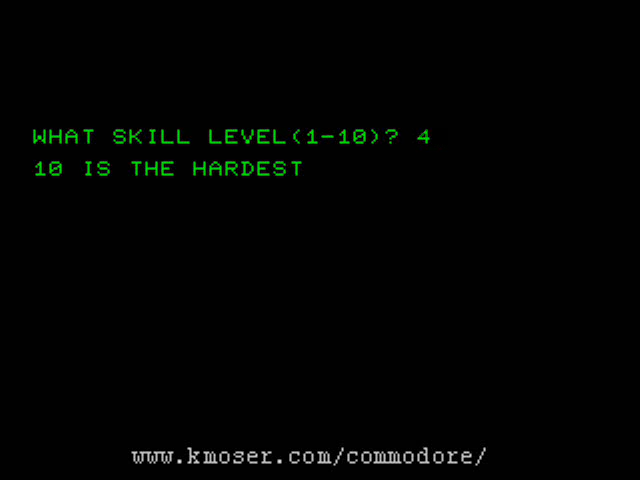 WHAT SKILL LEVEL(1-10)? 4
10 IS THE HARDEST
www.kmoser.com/commodore/